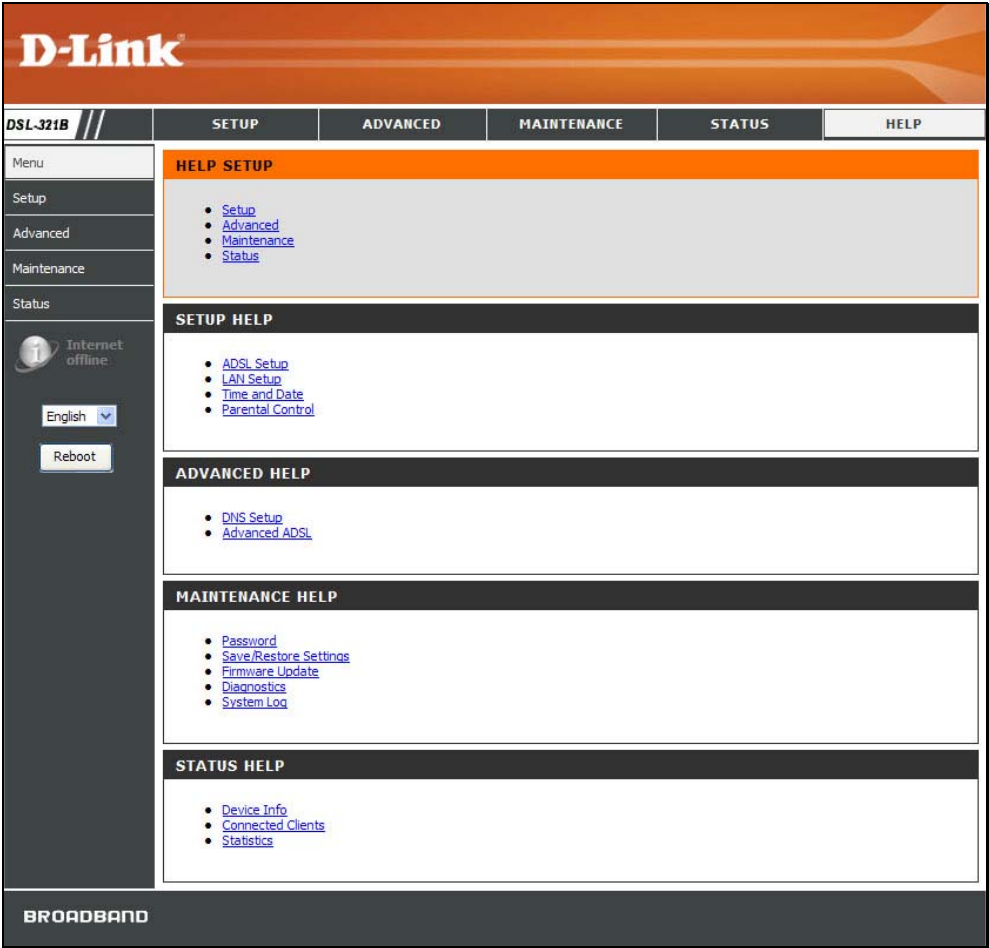 D-Link
DSL-321B
SETUP
ADVANCED
MAINTENANCE
STATUS
HELP
Menu
Setup
Advanced
Maintenance
Status
Internet
offline
English
Reboot
HELP SETUP
Setup
Advanced
Maintenance
Status
SETUP HELP
ADSL Setup
LAN Setup
Time and Date
Parental Control
ADVANCED HELP
DNS Setup
Advanced ADSL
MAINTENANCE HELP
Password
Save/Restore Settings
Firmware Update
Diagnostics
System Log
STATUS HELP
Device Info
Connected Clients
Statistics
BROADBAND